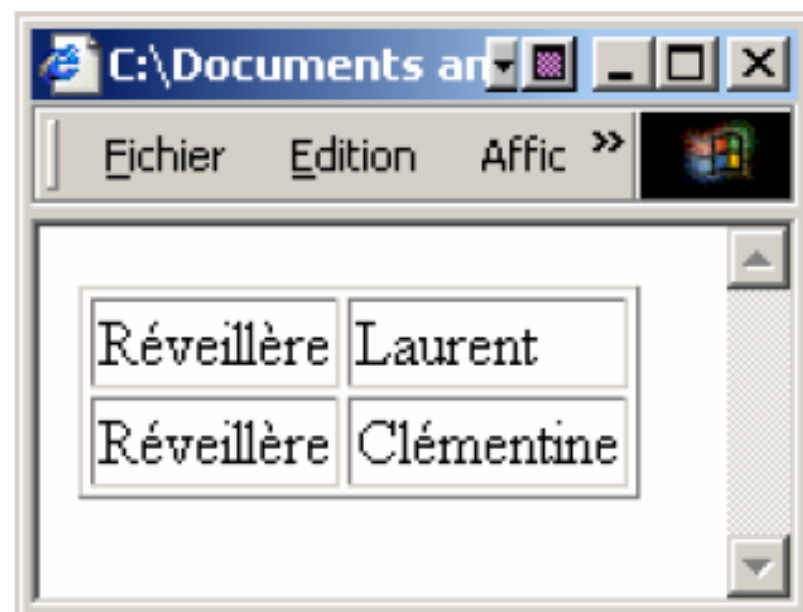 C:\Documents an
Fichier Edition Affic »
Réveillère Laurent
Réveillère Clémentine